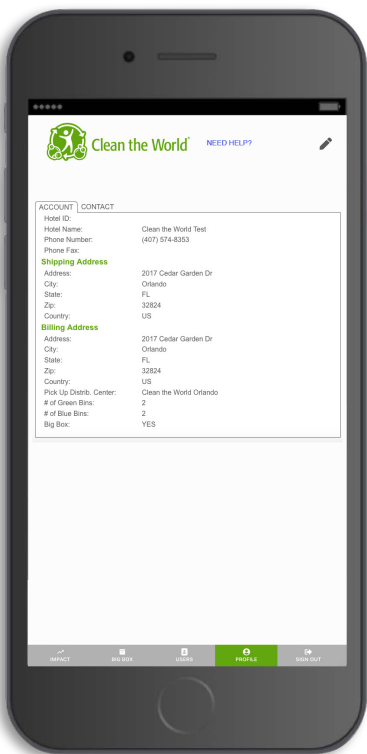 Clean the World®
NEED HELP?
ACCOUNT CONTACT
Hotel ID:
Hotel Name: Clean the World Test
Phone Number: (407) 574-8353
Phone Fax:
Shipping Address
Address: 2017 Cedar Garden Dr
City: Orlando
State: FL
Zip: 32824
Country: US
Billing Address
Address: 2017 Cedar Garden Dr
City: Orlando
State: FL
Zip: 32824
Country: US
Pick Up Distrib. Center: Clean the World Orlando
# of Green Bins: 2
# of Blue Bins: 2
Big Box: YES
IMPACT BIG BOX USERS PROFILE SIGN OUT